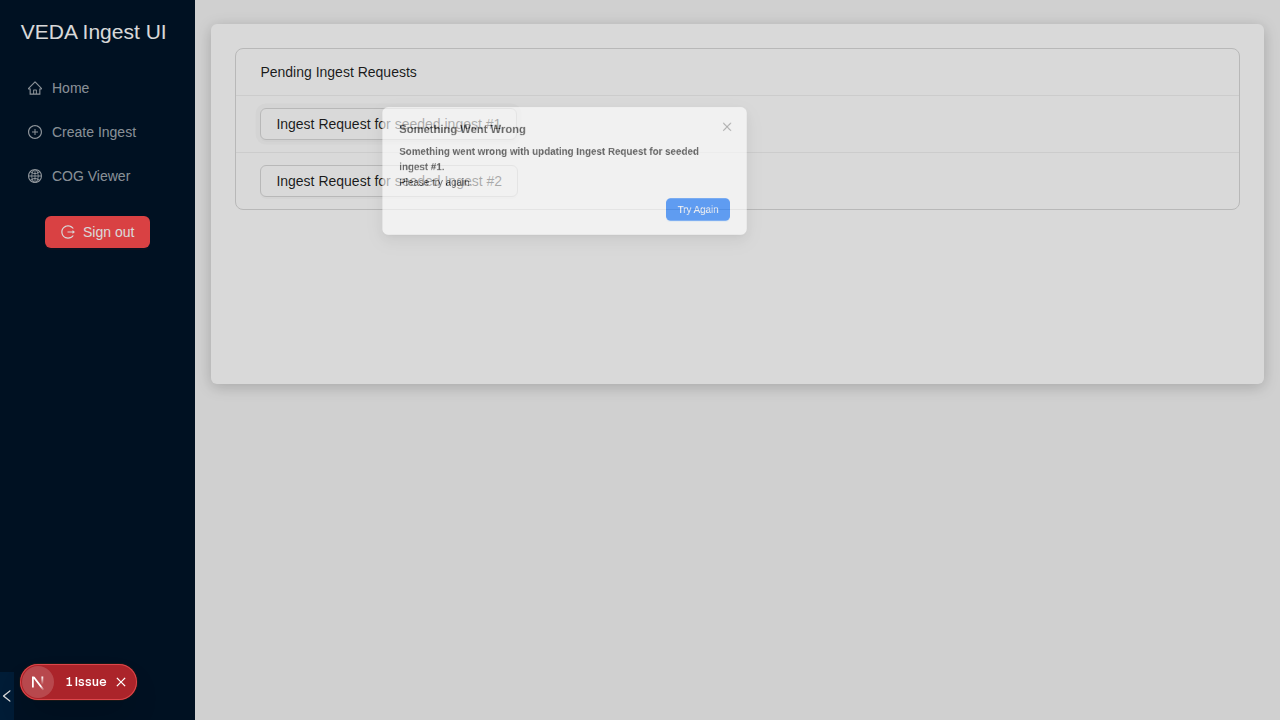 VEDA Ingest UI
Home
Create Ingest
COG Viewer
Sign out
Pending Ingest Requests
Ingest Request for seeded ingest #1
Ingest Request for seeded ingest #2
Something Went Wrong
Something went wrong with updating Ingest Request for seeded
ingest #1.
Please try again.
Try Again
N
1 Issue